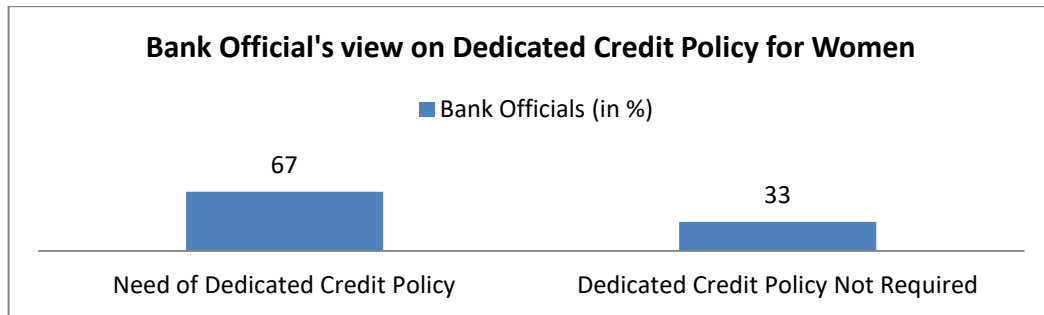 Bank Official's view on Dedicated Credit Policy for Women
Bank Officials (in %)
67
33
Need of Dedicated Credit Policy
Dedicated Credit Policy Not Required